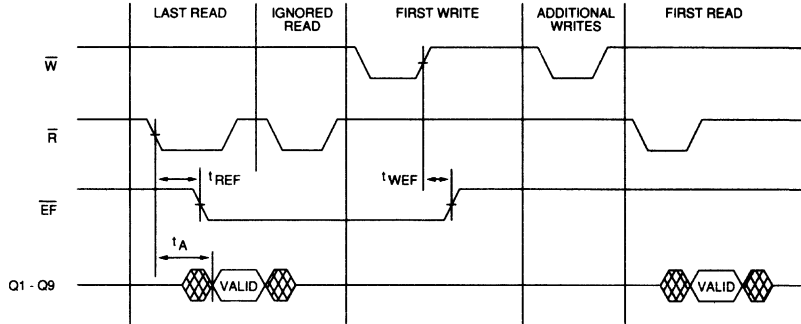 LAST READ IGNORED READ FIRST WRITE ADDITIONAL WRITES FIRST READ
W
R
tREF tWEF
EF
tA
Q1 - Q9 VALID VALID